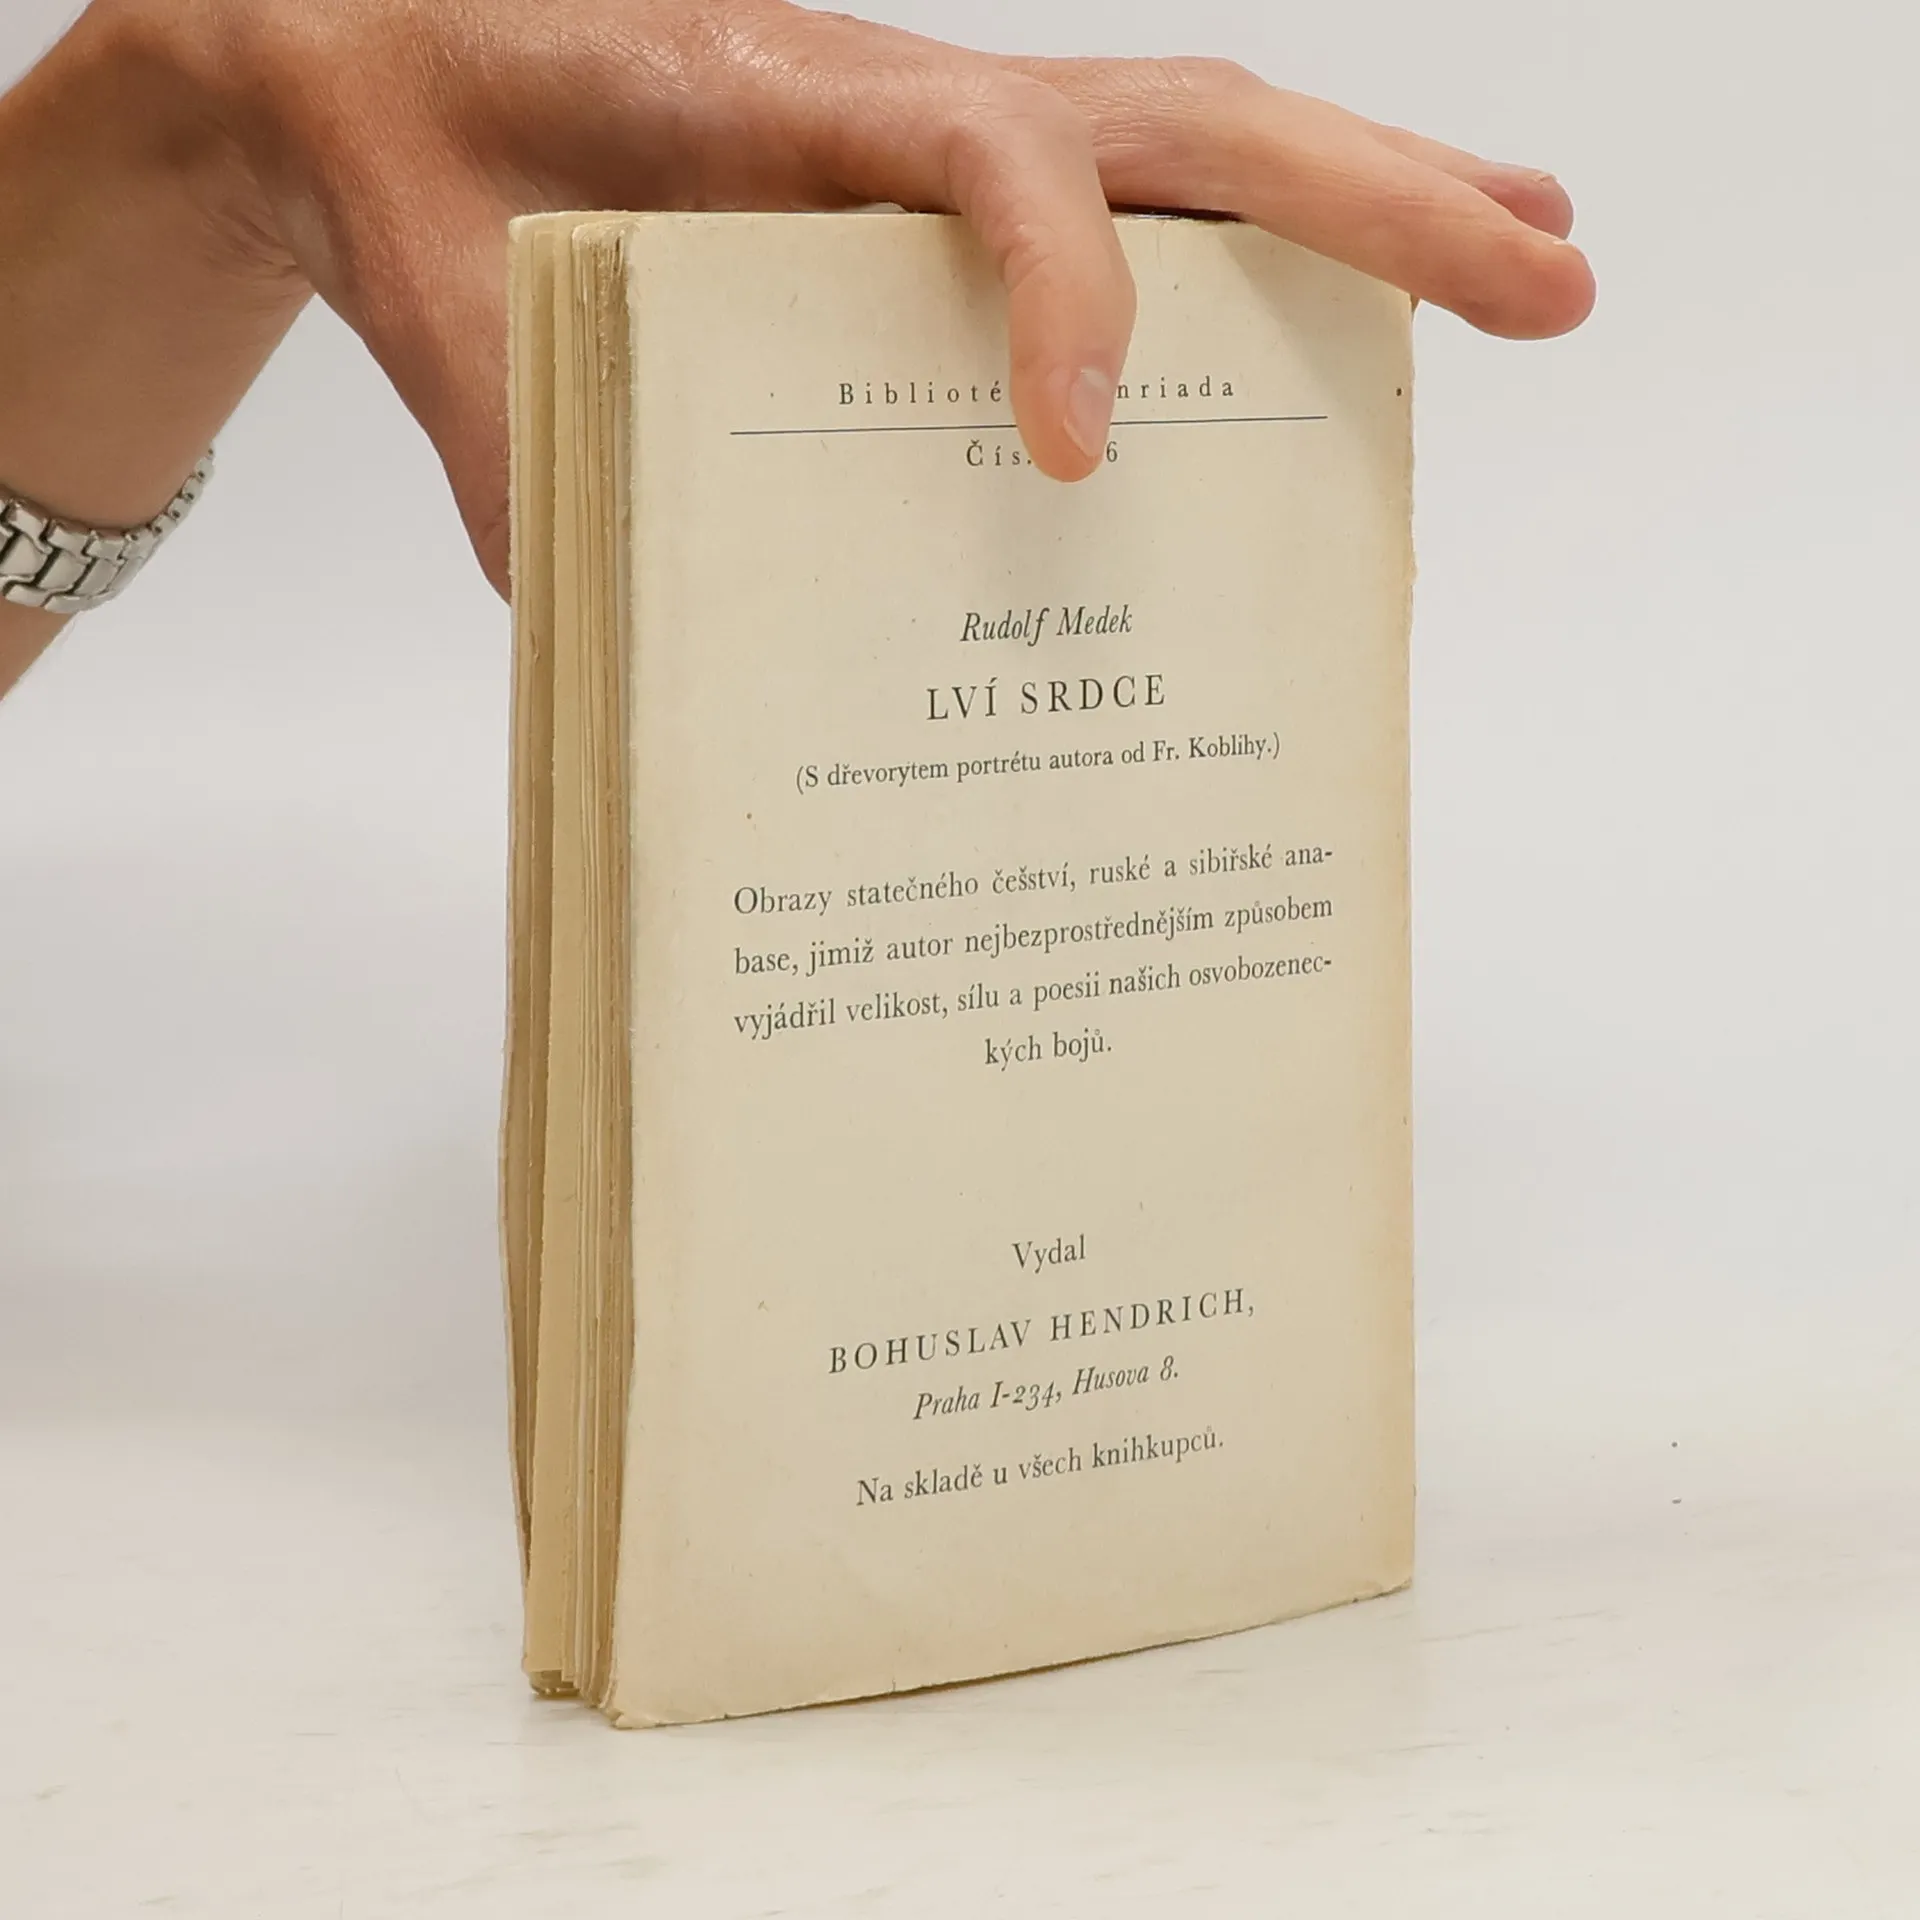 Biblioté nriada
Čís. 6
Rudolf Medek
LVÍ SRDCE
(S dřevorytem portrétu autora od Fr. Koblihy.)
Obrazy statečného češství, ruské a sibiřské ana-
base, jimiž autor nejbezprostřednějším způsobem
vyjádřil velikost, sílu a poesii našich osvobozenec-
kých bojů.
Vydal
BOHUSLAV HENDRICH,
Praha I-234, Husova 8.
Na skladě u všech knihkupců.